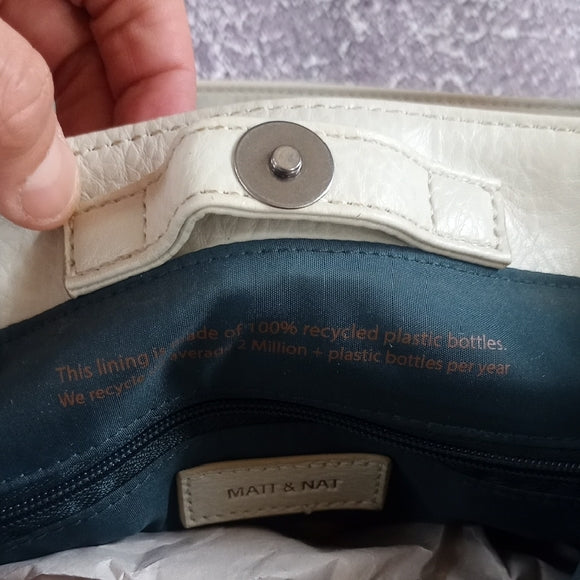 This lining is made of 100% recycled plastic bottles.
We recycle average 2 Million + plastic bottles per year
MATT & NAT